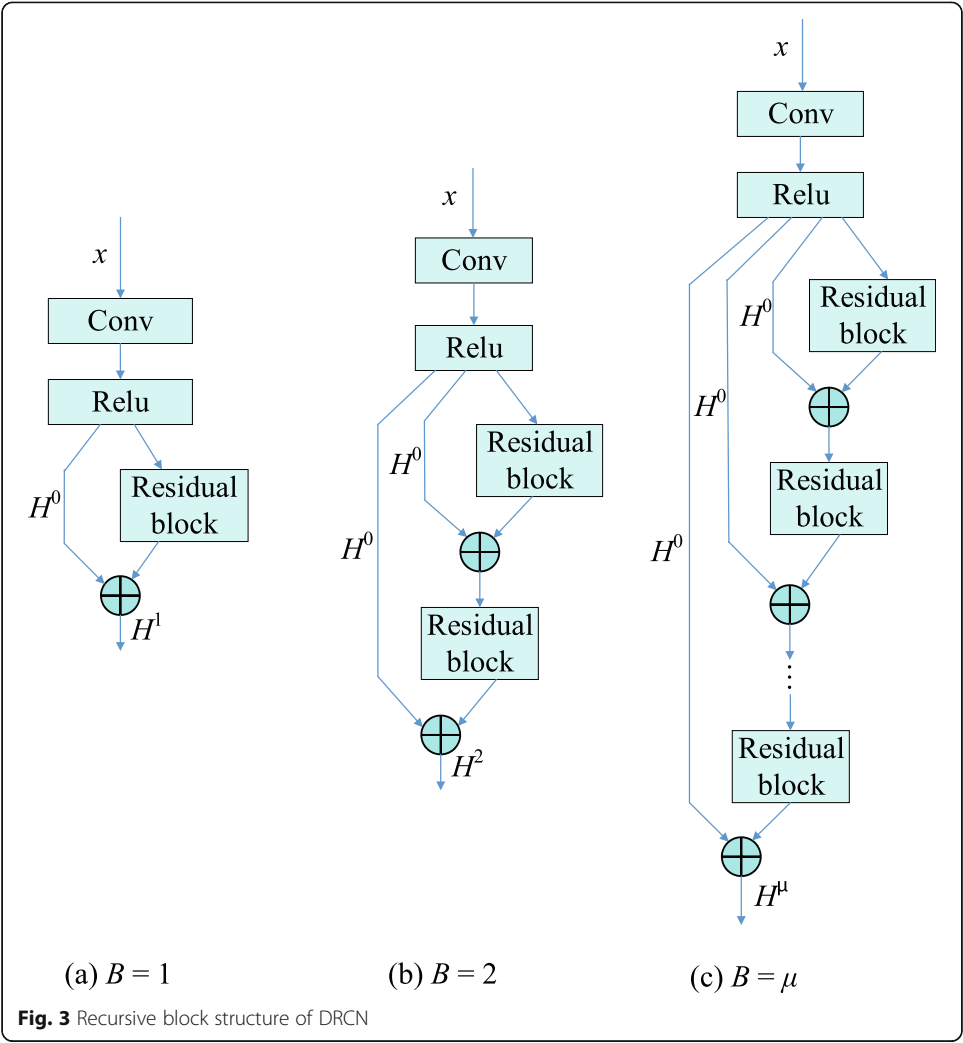 x
Conv
Relu
H⁰
Residual
block
H¹
(a) B = 1
x
Conv
Relu
H⁰
H⁰
Residual
block
Residual
block
H²
(b) B = 2
x
Conv
Relu
H⁰
Residual
block
H⁰
Residual
block
H⁰
⋮
Residual
block
H^μ
(c) B = μ
Fig. 3 Recursive block structure of DRCN